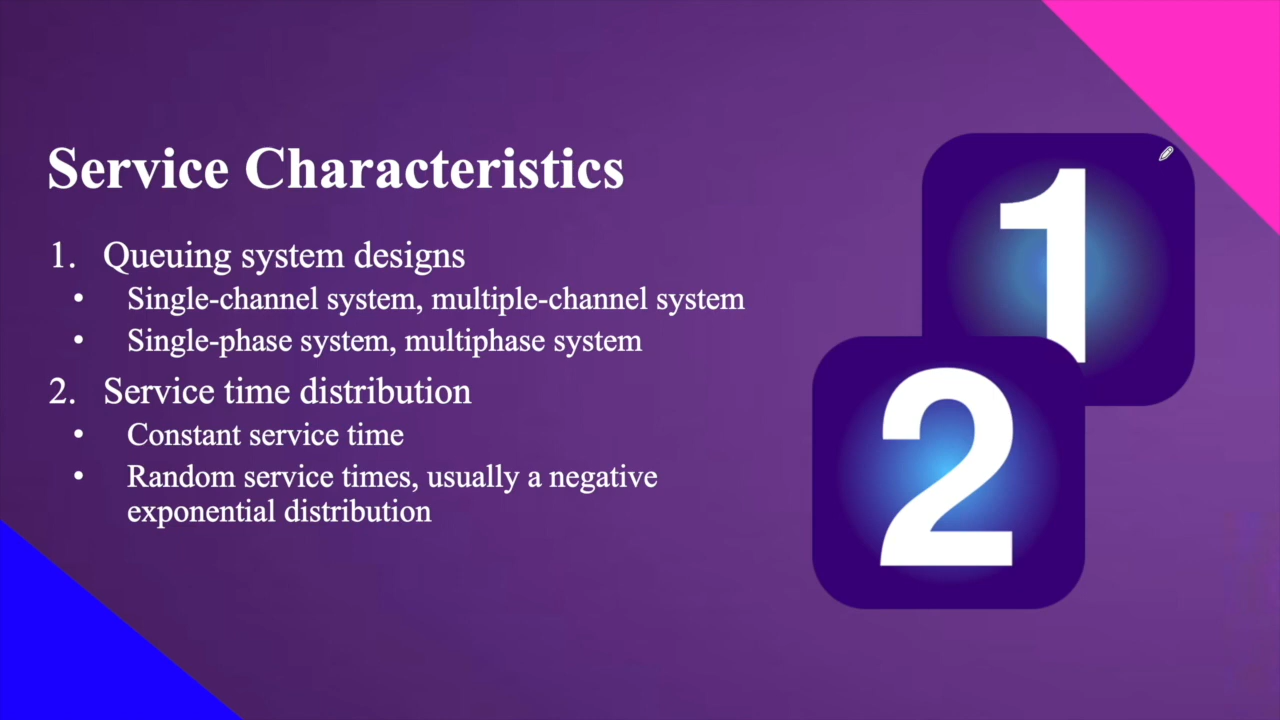 Service Characteristics
1. Queuing system designs
• Single-channel system, multiple-channel system
• Single-phase system, multiphase system
2. Service time distribution
• Constant service time
• Random service times, usually a negative
exponential distribution
1
2